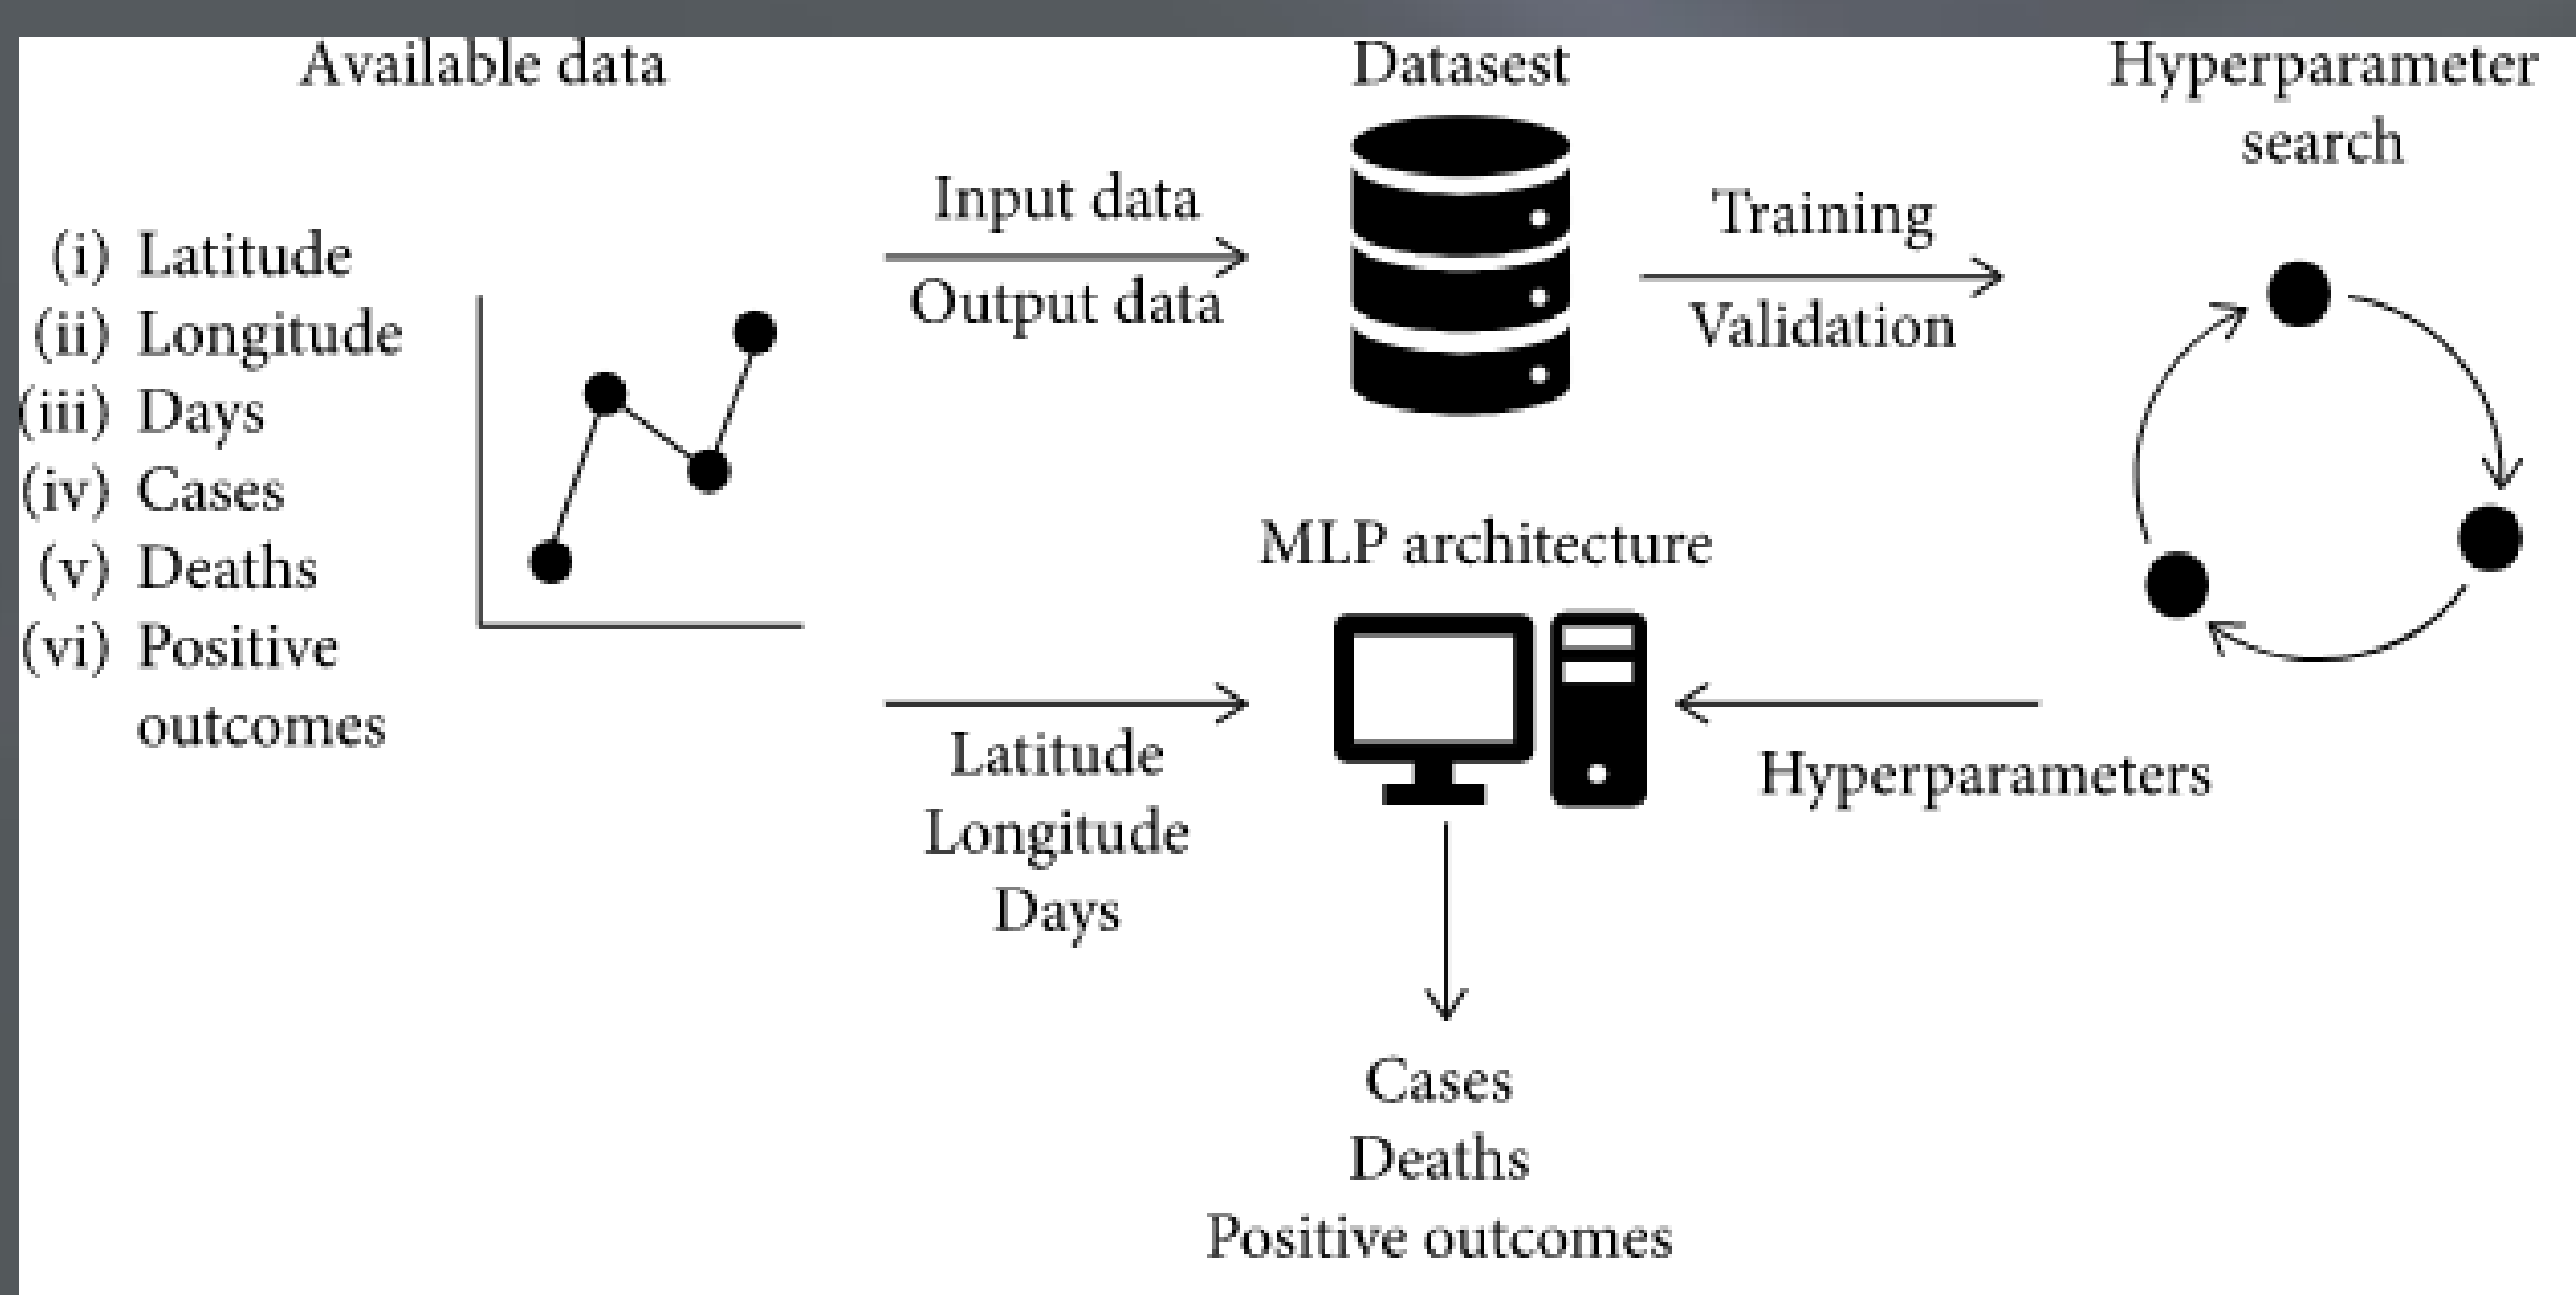 Available data
(i) Latitude
(ii) Longitude
(iii) Days
(iv) Cases
(v) Deaths
(vi) Positive
outcomes
Input data
Output data
Datasest
Training
Validation
Hyperparameter
search
Latitude
Longitude
Days
MLP architecture
Hyperparameters
Cases
Deaths
Positive outcomes